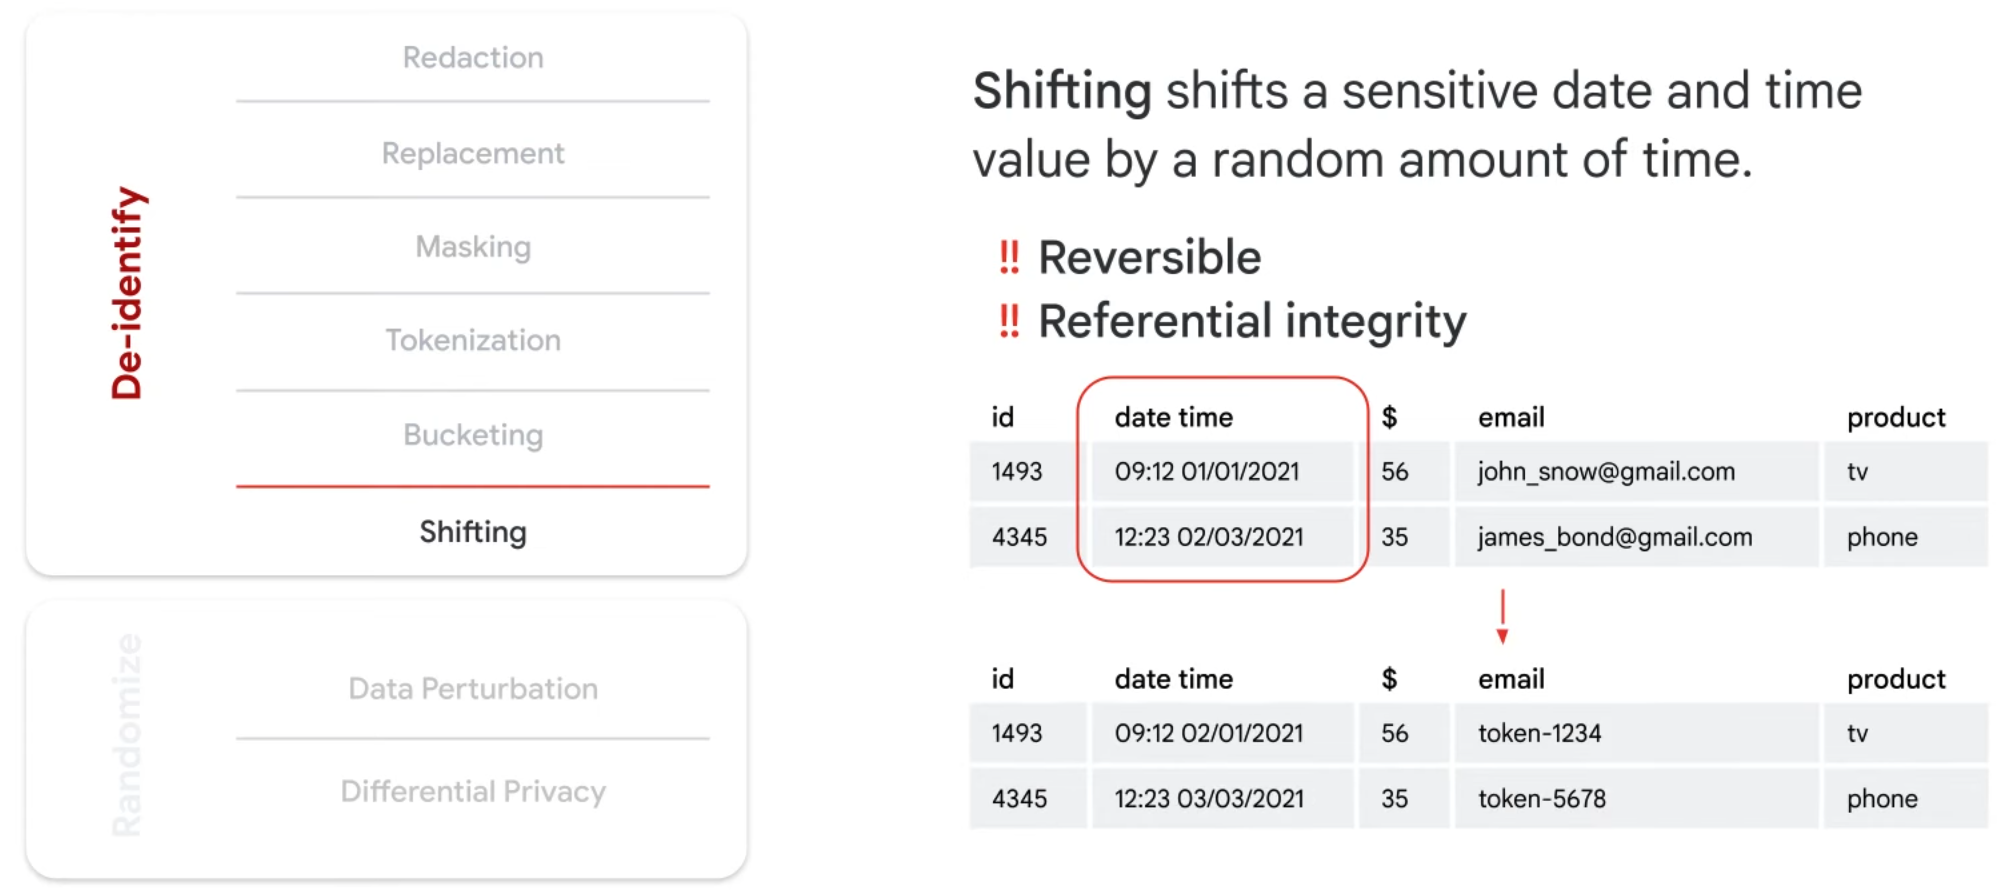 De-identify
Redaction
Replacement
Masking
Tokenization
Bucketing
Shifting
Randomize
Data Perturbation
Differential Privacy
Shifting shifts a sensitive date and time
value by a random amount of time.
!! Reversible
!! Referential integrity
id date time $ email product
1493 09:12 01/01/2021 56 john_snow@gmail.com tv
4345 12:23 02/03/2021 35 james_bond@gmail.com phone
id date time $ email product
1493 09:12 02/01/2021 56 token-1234 tv
4345 12:23 03/03/2021 35 token-5678 phone